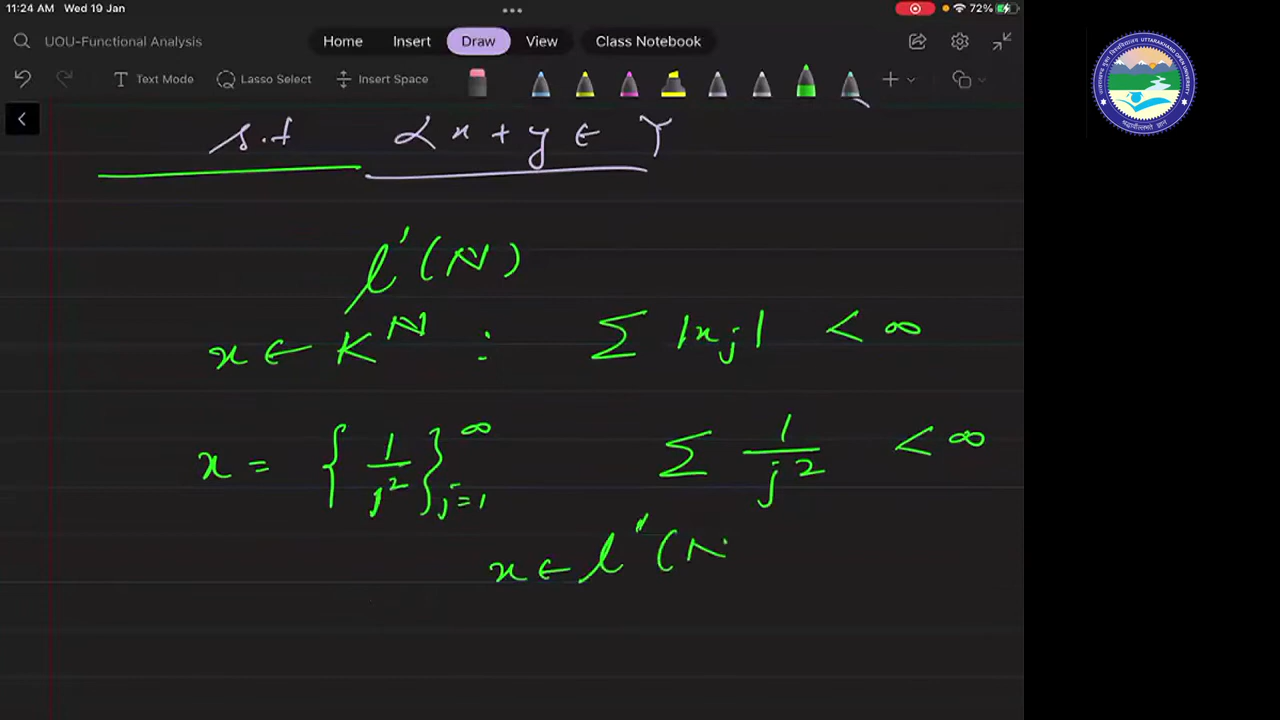 11:24 AM Wed 19 Jan 72%
UOU-Functional Analysis Home Insert Draw View Class Notebook
Text Mode Lasso Select Insert Space
s.t αx + y ∈ Y
l¹(N)
x ∈ K^N : Σ |x_j| < ∞
x = { 1/j² }_{j=1}^∞ Σ 1/j² < ∞
x ∈ l¹(N